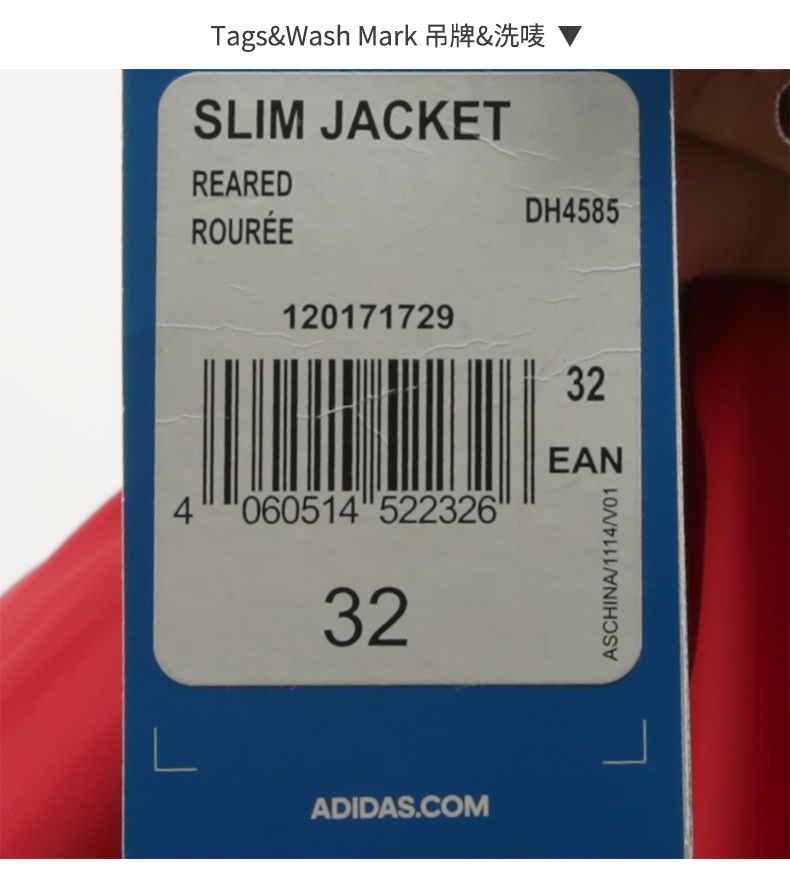 Tags&Wash Mark 吊牌&洗唛 ▼
SLIM JACKET
REARED
ROURÉE
DH4585
120171729
32
EAN
4 060514 522326
ASCHINA/1114/V01
32
ADIDAS.COM